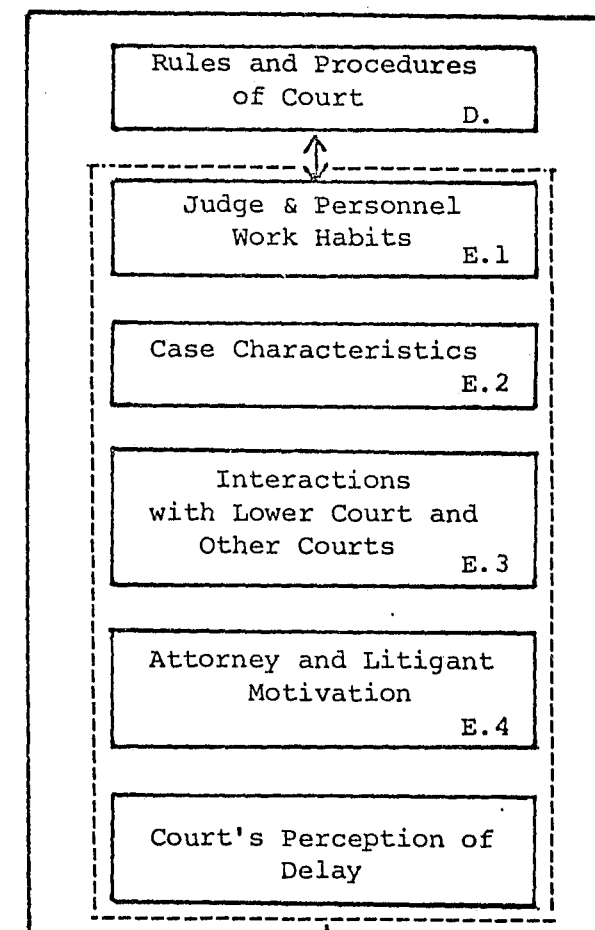 Rules and Procedures
of Court
D.
Judge & Personnel
Work Habits
E.1
Case Characteristics
E.2
Interactions
with Lower Court and
Other Courts
E.3
Attorney and Litigant
Motivation
E.4
Court's Perception of
Delay